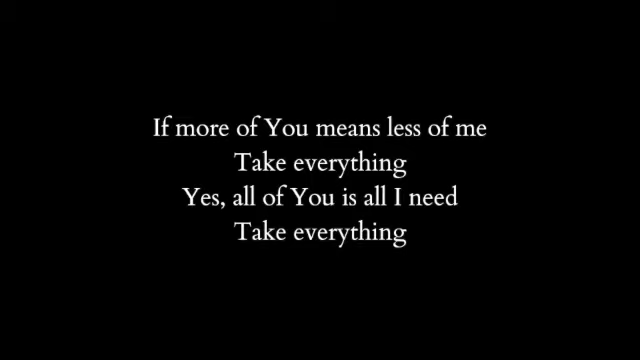 If more of You means less of me
Take everything
Yes, all of You is all I need
Take everything